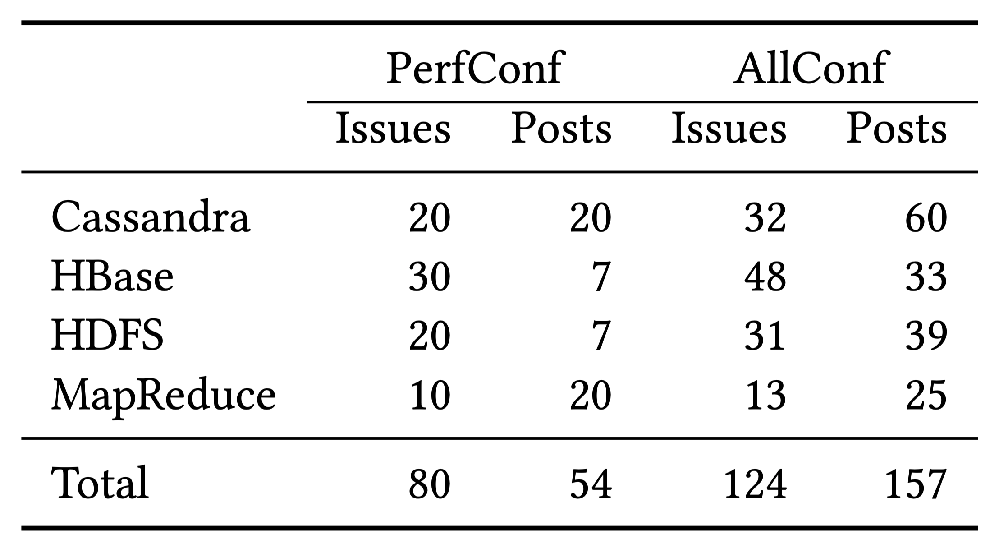 PerfConf AllConf
Issues Posts Issues Posts
Cassandra 20 20 32 60
HBase 30 7 48 33
HDFS 20 7 31 39
MapReduce 10 20 13 25
Total 80 54 124 157